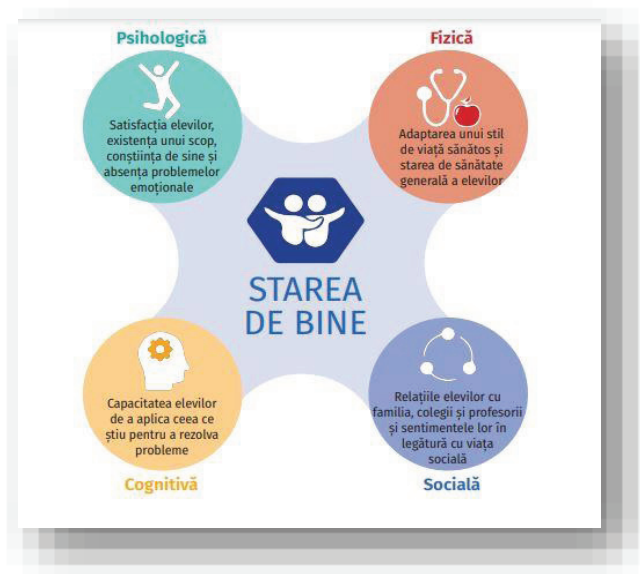 Psihologică
Satisfacția elevilor,
existența unui scop,
conștiința de sine și
absența problemelor
emoționale
Fizică
Adaptarea unui stil
de viață sănătos și
starea de sănătate
generală a elevilor
STAREA
DE BINE
Capacitatea elevilor
de a aplica ceea ce
știu pentru a rezolva
probleme
Cognitivă
Relațiile elevilor cu
familia, colegii și profesorii
și sentimentele lor în
legătură cu viața
socială
Socială